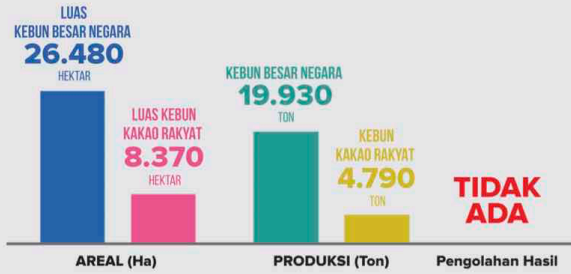 LUAS
KEBUN BESAR NEGARA
26.480
HEKTAR
LUAS KEBUN
KAKAO RAKYAT
8.370
HEKTAR
KEBUN BESAR NEGARA
19.930
TON
KEBUN
KAKAO RAKYAT
4.790
TON
TIDAK
ADA
AREAL (Ha)
PRODUKSI (Ton)
Pengolahan Hasil